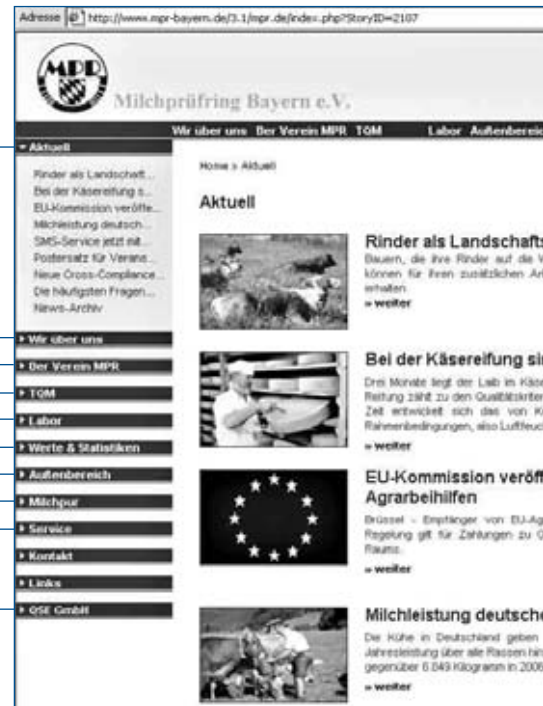 Adresse http://www.mpr-bayern.de/3.1/mpr.de/index.php?StoryID=2107
MPR
Milchprüfring Bayern e.V.
Wir über uns Der Verein MPR TQM Labor Außenbereic
Aktuell
Rinder als Landschaft...
Bei der Käsereifung s...
EU-Kommission veröffe...
Milchleistung deutsch...
SMS-Service jetzt mit...
Postersatz für Verans...
Neue Cross-Compliance...
Die häufigsten Fragen...
News-Archiv
Wir über uns
Der Verein MPR
TQM
Labor
Werte & Statistiken
Außenbereich
Milchpur
Service
Kontakt
Links
QSE GmbH
Home » Aktuell
Aktuell
Rinder als Landschafts
Bauern, die ihre Rinder auf die W
können für ihren zusätzlichen Ar
erhalten.
» weiter
Bei der Käsereifung sin
Drei Monate liegt der Laib im Käse
Reifung zählt zu den Qualitätskriter
Zeit entwickelt sich das von K
Rahmenbedingungen, also Luftfeuc
» weiter
EU-Kommission veröff
Agrarbeihilfen
Brüssel - Empfänger von EU-Ag
Regelung gilt für Zahlungen zu
Raums.
» weiter
Milchleistung deutsche
Die Kühe in Deutschland geben
Jahresleistung über alle Rassen hin
gegenüber 6.849 Kilogramm in 2006
» weiter